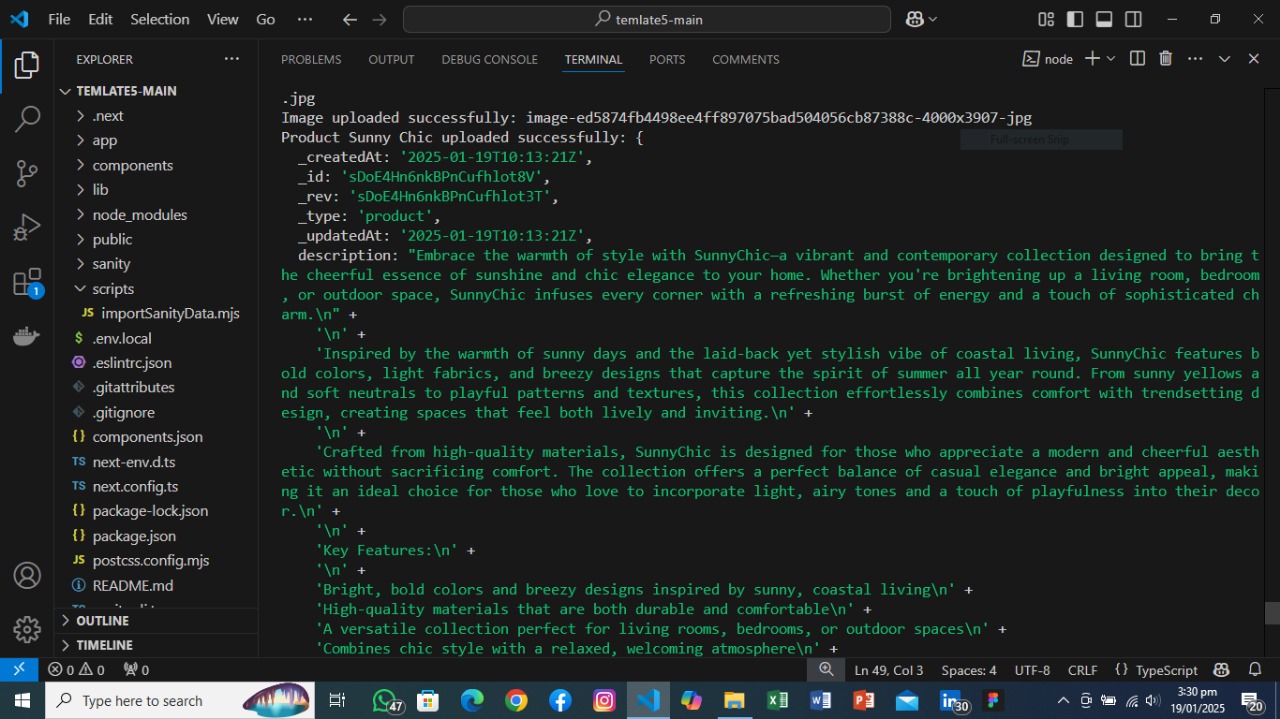 File Edit Selection View Go ··· temlate5-main
EXPLORER ···
TEMLATE5-MAIN
.next
app
components
lib
node_modules
public
sanity
scripts
JS importSanityData.mjs
$ .env.local
.eslintrc.json
.gitattributes
.gitignore
{} components.json
TS next-env.d.ts
TS next.config.ts
{} package-lock.json
{} package.json
JS postcss.config.mjs
README.md
OUTLINE
TIMELINE
1
PROBLEMS OUTPUT DEBUG CONSOLE TERMINAL PORTS COMMENTS node
.jpg
Image uploaded successfully: image-ed5874fb4498ee4ff897075bad504056cb87388c-4000x3907-jpg
Full-screen Snip
Product Sunny Chic uploaded successfully: {
_createdAt: '2025-01-19T10:13:21Z',
_id: 'sDoE4Hn6nkBPnCufhlot8V',
_rev: 'sDoE4Hn6nkBPnCufhlot3T',
_type: 'product',
_updatedAt: '2025-01-19T10:13:21Z',
description: "Embrace the warmth of style with SunnyChic—a vibrant and contemporary collection designed to bring t
he cheerful essence of sunshine and chic elegance to your home. Whether you're brightening up a living room, bedroom
, or outdoor space, SunnyChic infuses every corner with a refreshing burst of energy and a touch of sophisticated ch
arm.\n" +
'\n' +
'Inspired by the warmth of sunny days and the laid-back yet stylish vibe of coastal living, SunnyChic features b
old colors, light fabrics, and breezy designs that capture the spirit of summer all year round. From sunny yellows a
nd soft neutrals to playful patterns and textures, this collection effortlessly combines comfort with trendsetting d
esign, creating spaces that feel both lively and inviting.\n' +
'\n' +
'Crafted from high-quality materials, SunnyChic is designed for those who appreciate a modern and cheerful aesth
etic without sacrificing comfort. The collection offers a perfect balance of casual elegance and bright appeal, maki
ng it an ideal choice for those who love to incorporate light, airy tones and a touch of playfulness into their deco
r.\n' +
'\n' +
'Key Features:\n' +
'\n' +
'Bright, bold colors and breezy designs inspired by sunny, coastal living\n' +
'High-quality materials that are both durable and comfortable\n' +
'A versatile collection perfect for living rooms, bedrooms, or outdoor spaces\n' +
'Combines chic style with a relaxed, welcoming atmosphere\n' +
0 0 0 Ln 49, Col 3 Spaces: 4 UTF-8 CRLF {} TypeScript
Type here to search 47 30 3:30 pm
19/01/2025 20